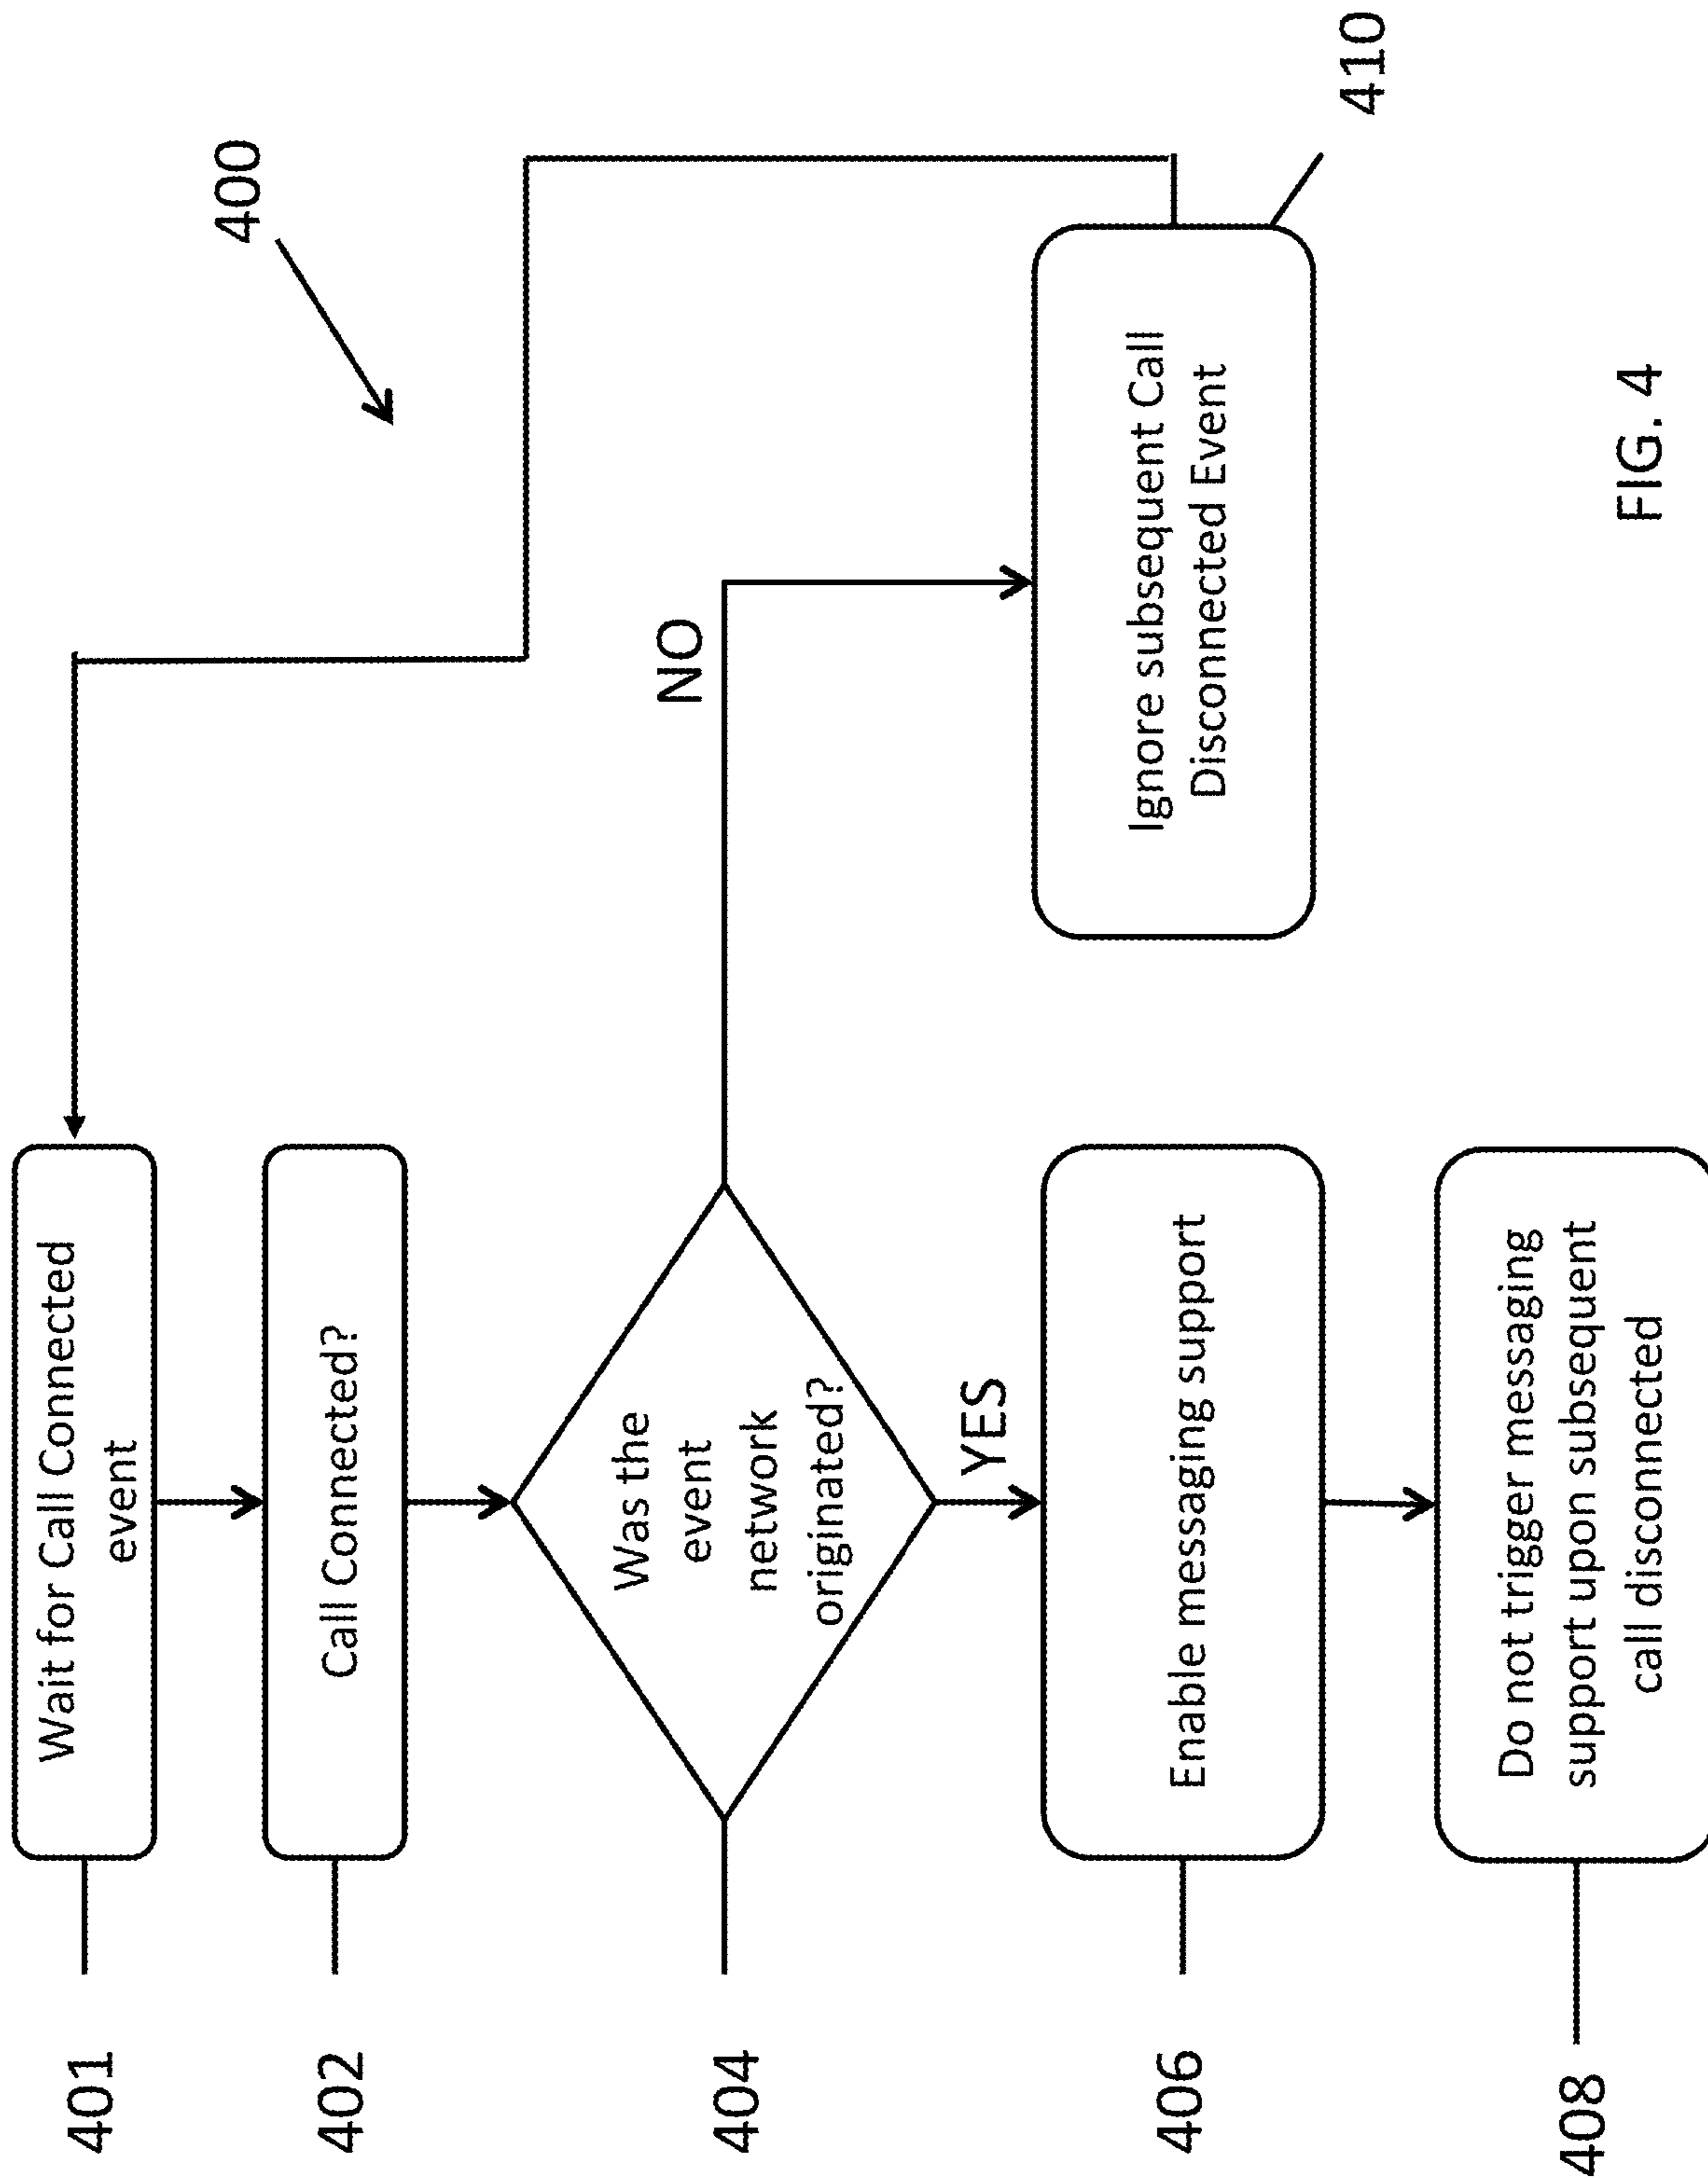 400
401
Wait for Call Connected
event
402
Call Connected?
404
Was the
event
network
originated?
NO
YES
406
Enable messaging support
Ignore subsequent Call
Disconnected Event
410
408
Do not trigger messaging
support upon subsequent
call disconnected
FIG. 4